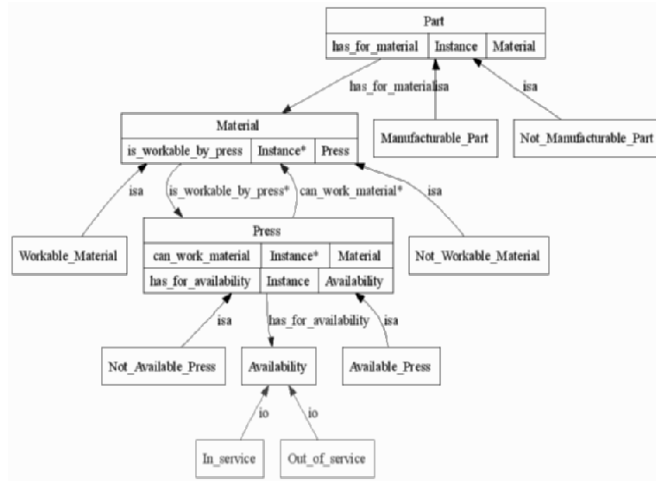 Part
has_for_material Instance Material
has_for_material isa isa
Material
is_workable_by_press Instance* Press
Manufacturable_Part Not_Manufacturable_Part
isa is_workable_by_press* can_work_material* isa
Press
can_work_material Instance* Material
has_for_availability Instance Availability
Workable_Material Not_Workable_Material
isa has_for_availability isa
Not_Available_Press Availability Available_Press
io io
In_service Out_of_service